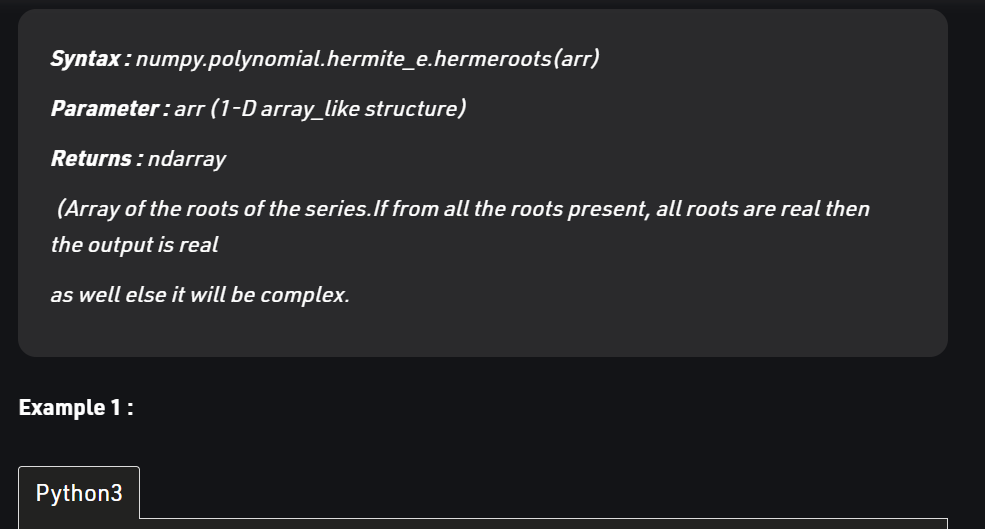 Syntax : numpy.polynomial.hermite_e.hermeroots(arr)
Parameter : arr (1-D array_like structure)
Returns : ndarray
(Array of the roots of the series.If from all the roots present, all roots are real then
the output is real
as well else it will be complex.
Example 1 :
Python3